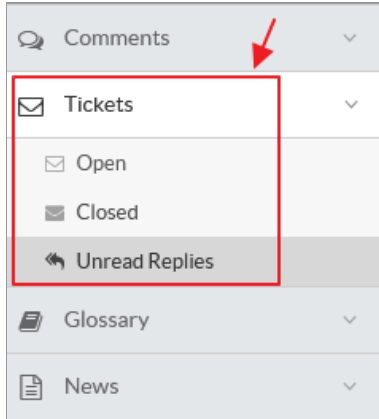 Comments
Tickets
Open
Closed
Unread Replies
Glossary
News